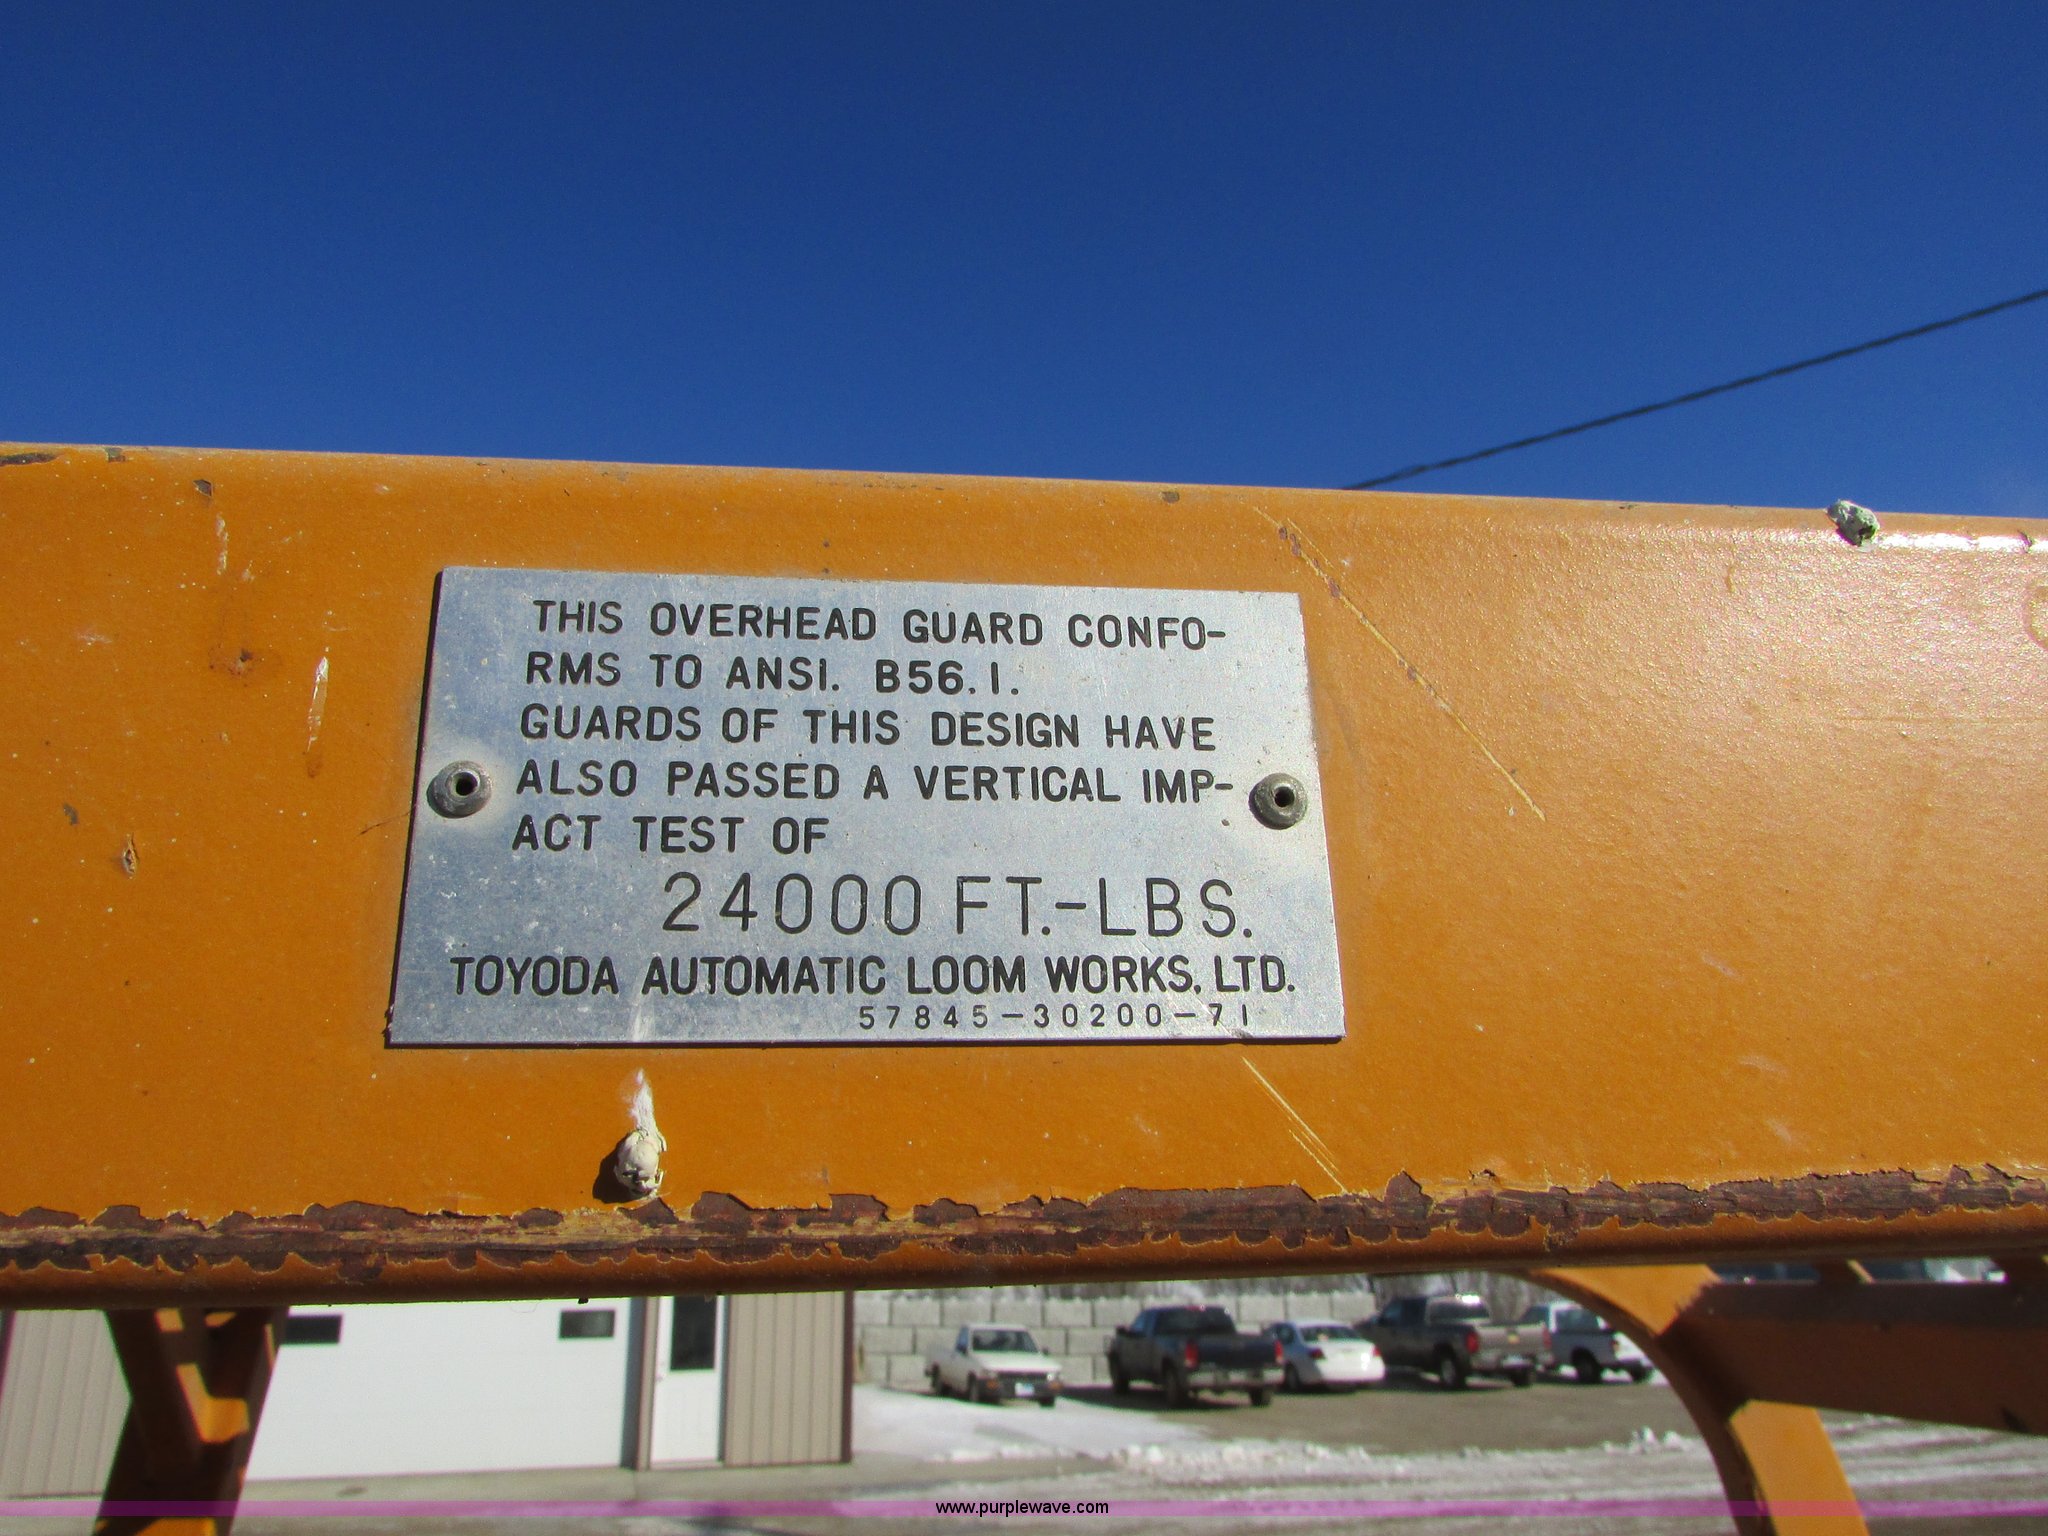 THIS OVERHEAD GUARD CONFO-
RMS TO ANSI. B56.1.
GUARDS OF THIS DESIGN HAVE
ALSO PASSED A VERTICAL IMP-
ACT TEST OF
24000 FT.-LBS.
TOYODA AUTOMATIC LOOM WORKS, LTD.
57845-30200-71
www.purplewave.com